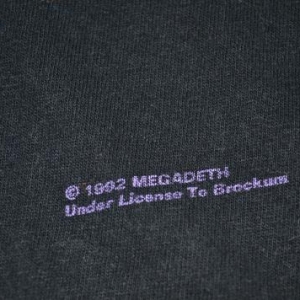 © 1992 MEGADETH
Under License To Brockum